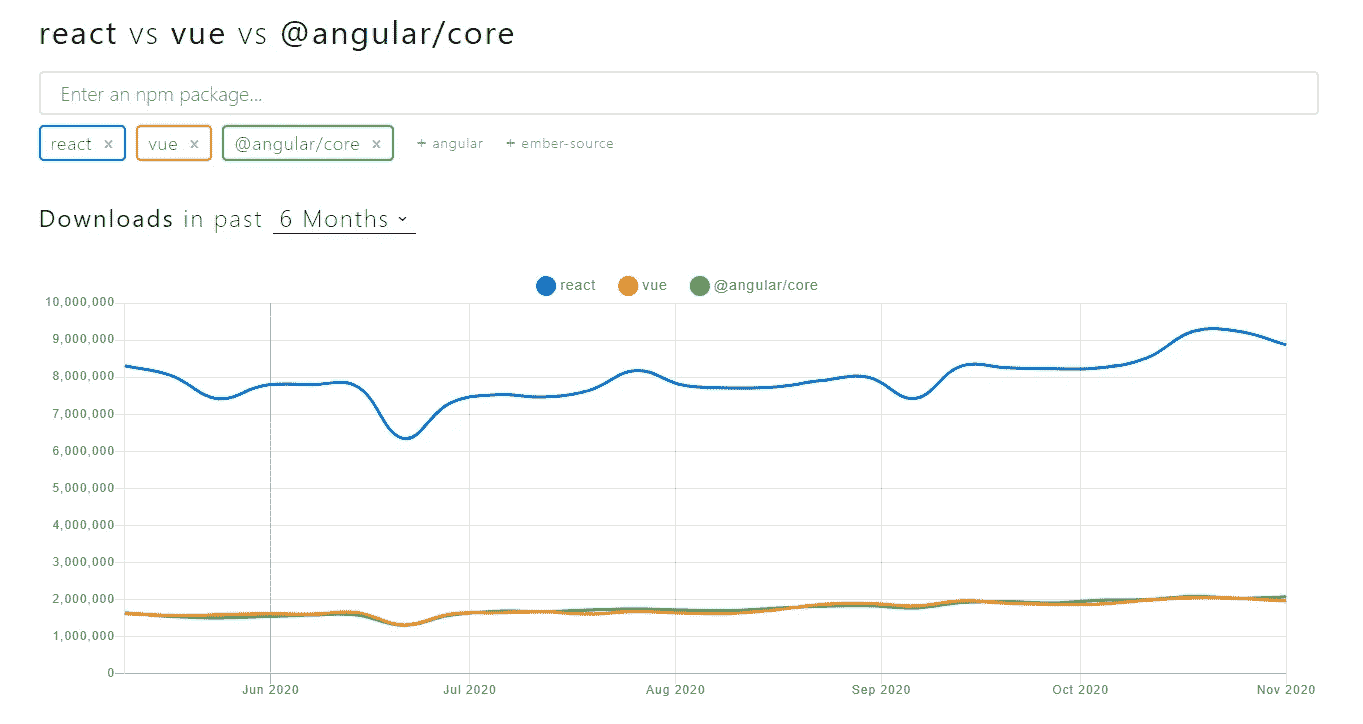 react vs vue vs @angular/core
Enter an npm package...
react × vue × @angular/core × + angular + ember-source
Downloads in past 6 Months
react vue @angular/core
10,000,000
9,000,000
8,000,000
7,000,000
6,000,000
5,000,000
4,000,000
3,000,000
2,000,000
1,000,000
0
Jun 2020 Jul 2020 Aug 2020 Sep 2020 Oct 2020 Nov 2020